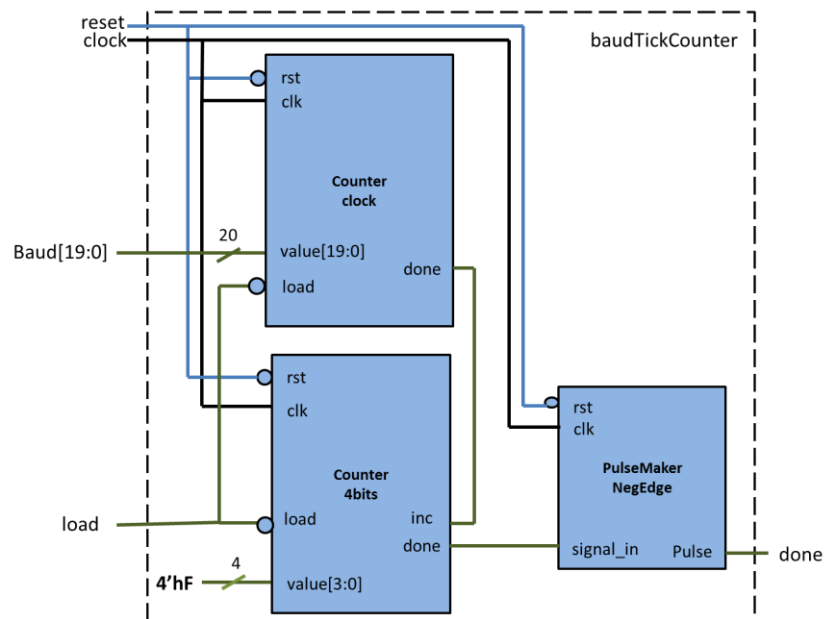 reset
clock
baudTickCounter
rst
clk
Counter
clock
20
Baud[19:0]
value[19:0]
done
load
rst
clk
rst
clk
Counter
4bits
PulseMaker
NegEdge
load
load
inc
done
signal_in
Pulse
done
4
4'hF
value[3:0]